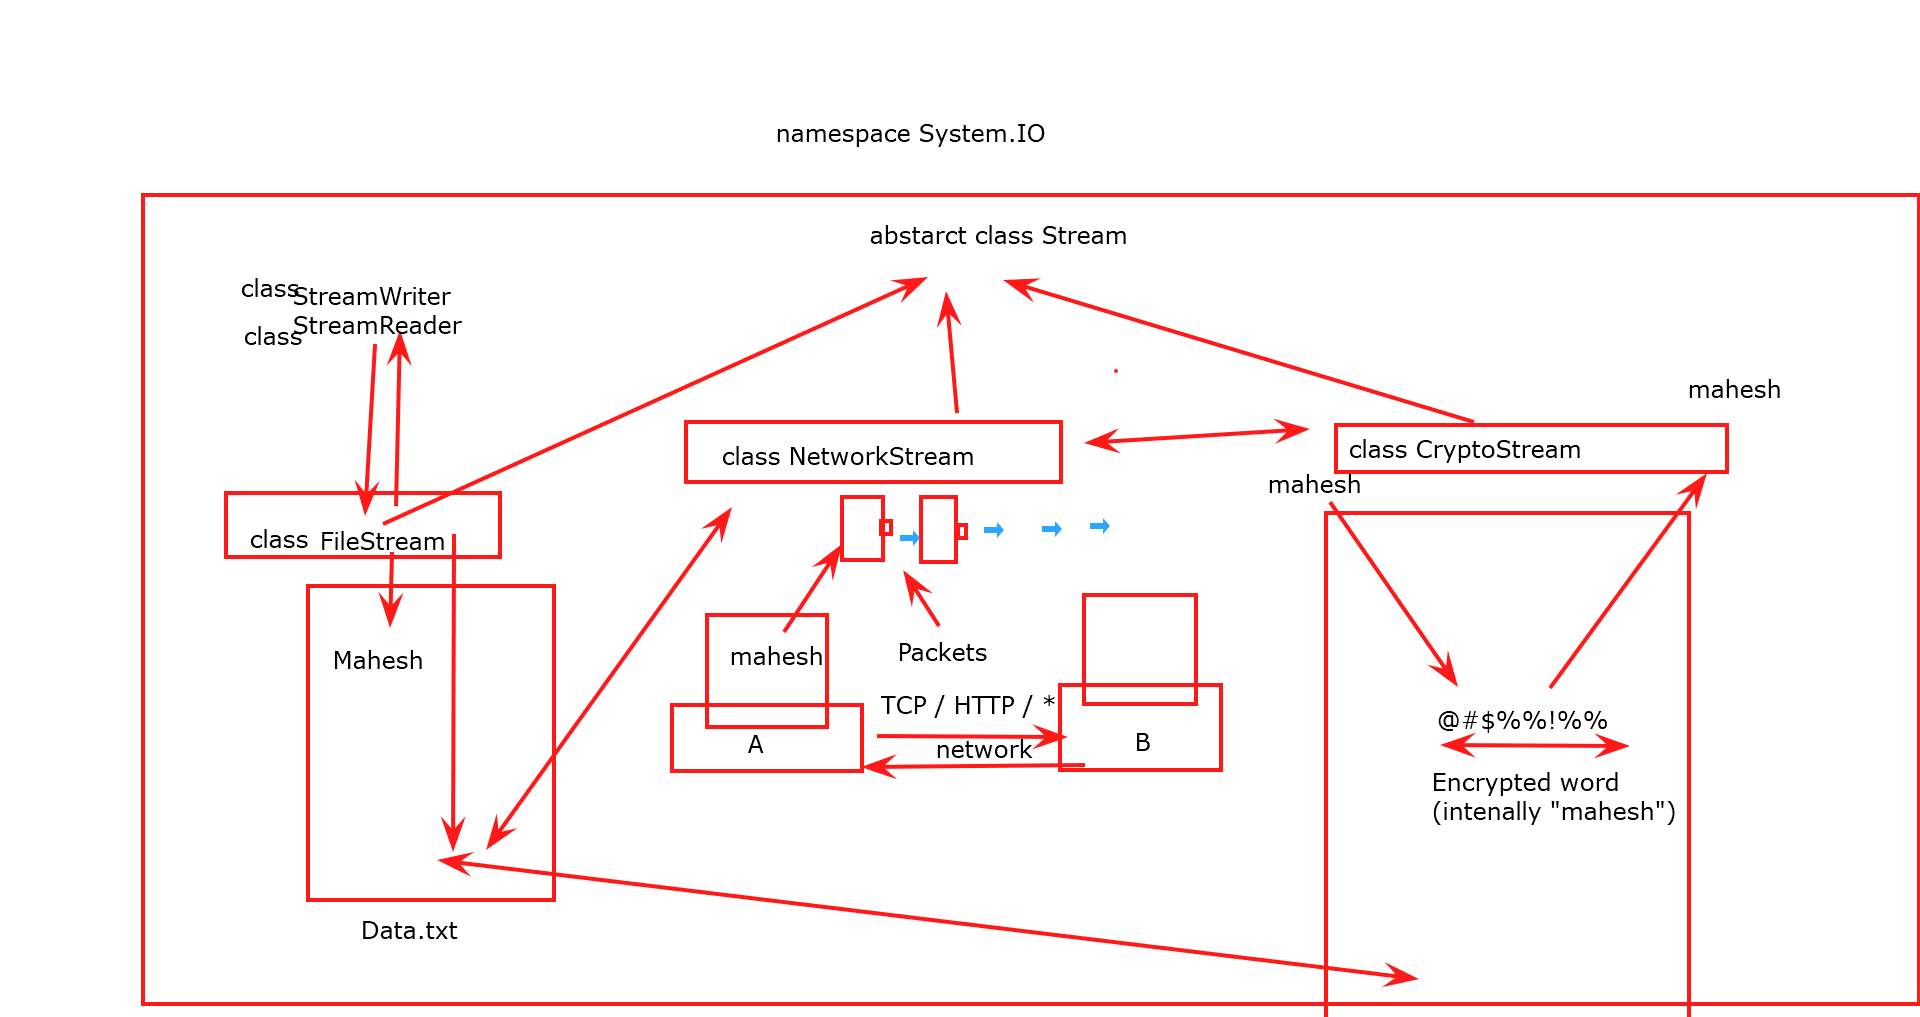 namespace System.IO
abstarct class Stream
class StreamWriter
class StreamReader
mahesh
class NetworkStream
class CryptoStream
mahesh
class FileStream
Mahesh
mahesh
Packets
TCP / HTTP / *
@#$%%!%%
A
network
B
Encrypted word
(intenally "mahesh")
Data.txt